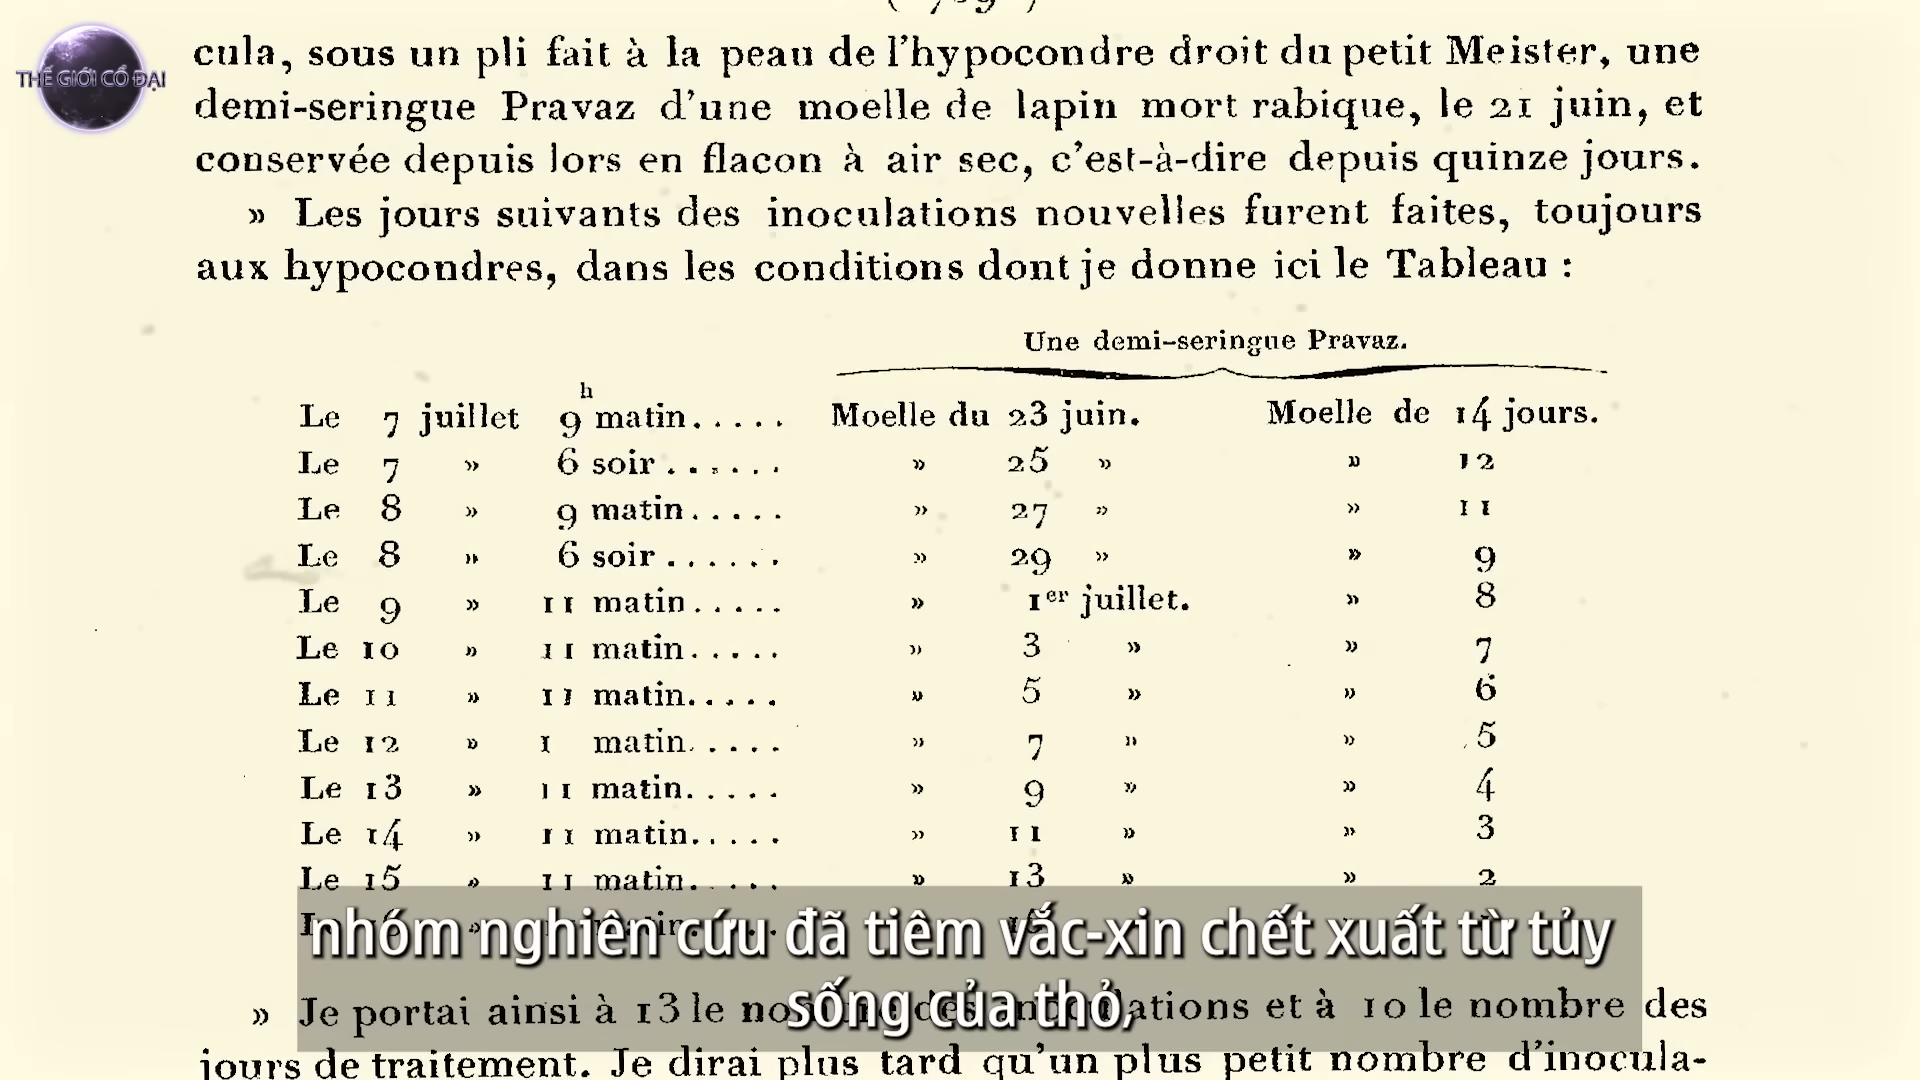 THẾ GIỚI CỔ ĐẠI
cula, sous un pli fait à la peau de l'hypocondre droit du petit Meister, une
demi-seringue Pravaz d'une moelle de lapin mort rabique, le 21 juin, et
conservée depuis lors en flacon à air sec, c'est-à-dire depuis quinze jours.
» Les jours suivants des inoculations nouvelles furent faites, toujours
aux hypocondres, dans les conditions dont je donne ici le Tableau :
Une demi-seringue Pravaz.
Le 7 juillet 9 h matin..... Moelle du 23 juin. Moelle de 14 jours.
Le 7 » 6 soir...... » 25 » » 12
Le 8 » 9 matin..... » 27 » » 11
Le 8 » 6 soir...... » 29 » » 9
Le 9 » 11 matin..... » 1er juillet. » 8
Le 10 » 11 matin..... » 3 » » 7
Le 11 » 11 matin..... » 5 » » 6
Le 12 » 1 matin..... » 7 » » 5
Le 13 » 11 matin..... » 9 » » 4
Le 14 » 11 matin..... » 11 » » 3
Le 15 » 11 matin..... » 13 » » 2
nhóm nghiên cứu đã tiêm vắc-xin chết xuất từ tủy
sống của thỏ,
» Je portai ainsi à 13 le et à 10 le nombre des
jours de traitement. Je dirai plus tard qu'un plus petit nombre d'inocula-